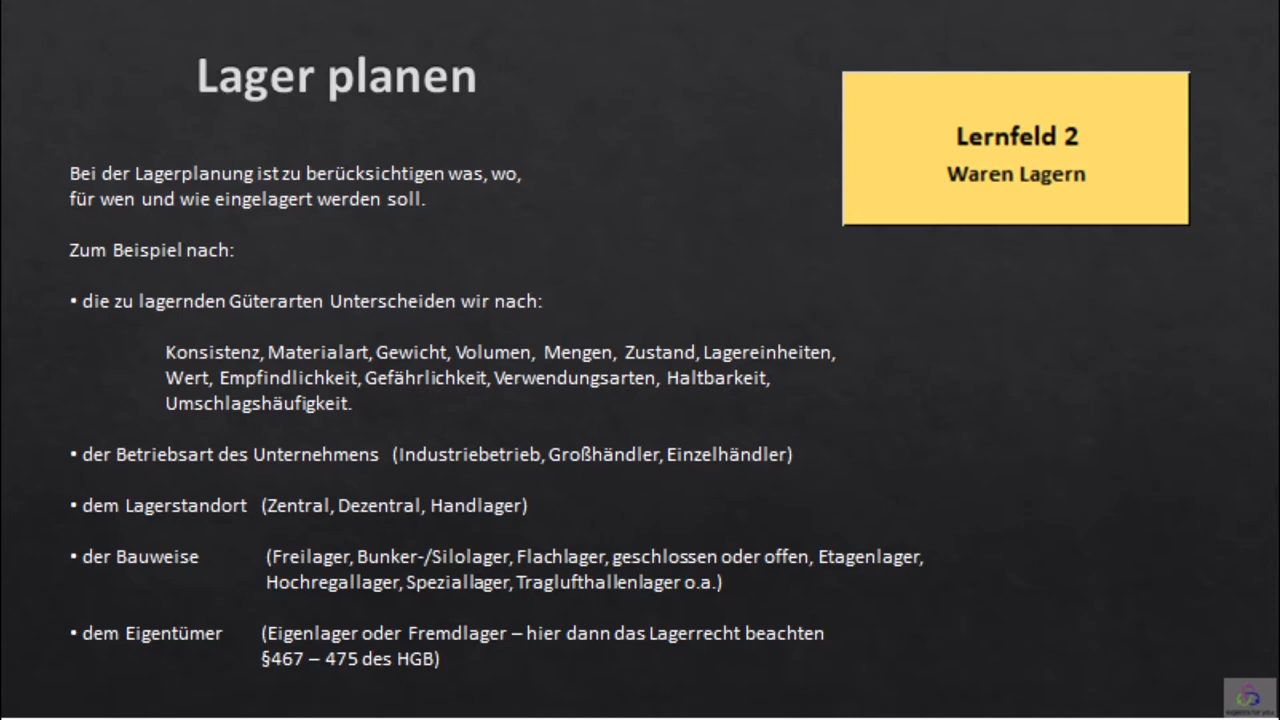 Lager planen
Lernfeld 2
Waren Lagern
Bei der Lagerplanung ist zu berücksichtigen was, wo,
für wen und wie eingelagert werden soll.
Zum Beispiel nach:
• die zu lagernden Güterarten Unterscheiden wir nach:
Konsistenz, Materialart, Gewicht, Volumen, Mengen, Zustand, Lagereinheiten,
Wert, Empfindlichkeit, Gefährlichkeit, Verwendungsarten, Haltbarkeit,
Umschlagshäufigkeit.
• der Betriebsart des Unternehmens (Industriebetrieb, Großhändler, Einzelhändler)
• dem Lagerstandort (Zentral, Dezentral, Handlager)
• der Bauweise (Freilager, Bunker-/Silolager, Flachlager, geschlossen oder offen, Etagenlager,
Hochregallager, Speziallager, Traglufthallenlager o.a.)
• dem Eigentümer (Eigenlager oder Fremdlager – hier dann das Lagerrecht beachten
§467 – 475 des HGB)